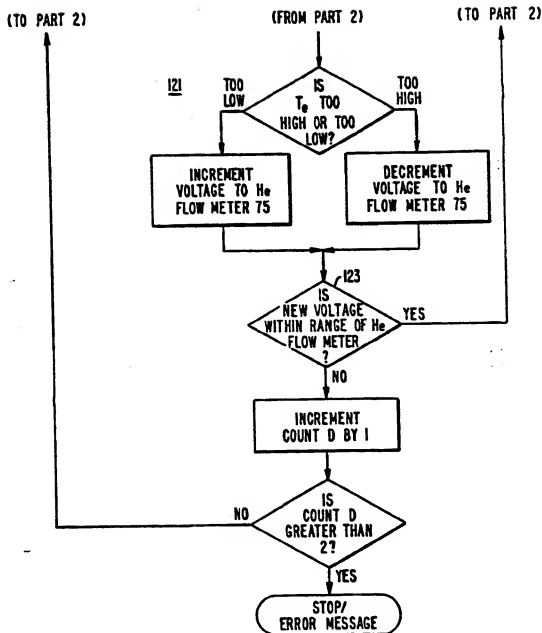 (TO PART 2)
(FROM PART 2)
(TO PART 2)
121
TOO
LOW
IS
Te TOO
HIGH OR TOO
LOW?
TOO
HIGH
INCREMENT
VOLTAGE TO He
FLOW METER 75
DECREMENT
VOLTAGE TO He
FLOW METER 75
123
IS
NEW VOLTAGE
WITHIN RANGE OF He
FLOW METER
?
YES
NO
INCREMENT
COUNT D BY 1
IS
COUNT D
GREATER THAN
2?
NO
YES
STOP/
ERROR MESSAGE